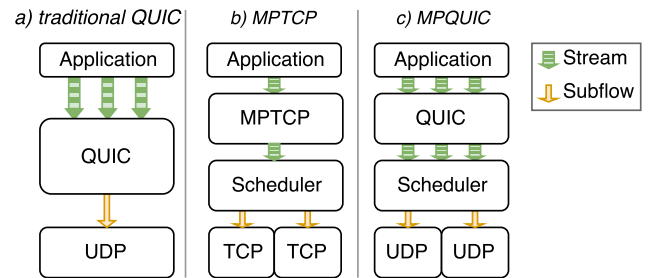 a) traditional QUIC
Application
QUIC
UDP
b) MPTCP
Application
MPTCP
Scheduler
TCP
TCP
c) MPQUIC
Application
QUIC
Scheduler
UDP
UDP
Stream
Subflow